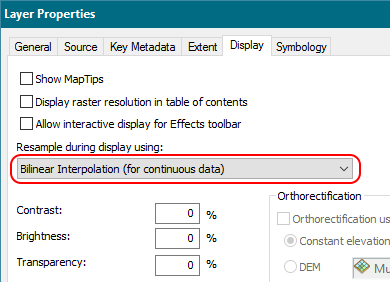 Layer Properties
General Source Key Metadata Extent Display Symbology
Show MapTips
Display raster resolution in table of contents
Allow interactive display for Effects toolbar
Resample during display using:
Bilinear Interpolation (for continuous data)
Contrast: 0 %
Brightness: 0 %
Transparency: 0 %
Orthorectification
Orthorectification us
Constant elevation
DEM Mu